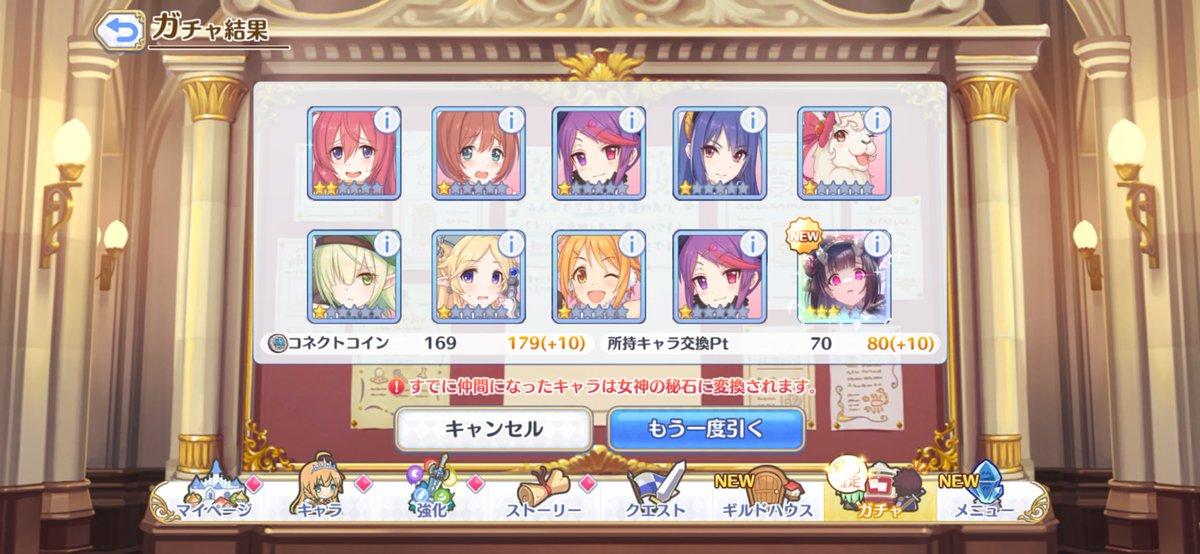 ガチャ結果
NEW
コネクトコイン 169 179(+10) 所持キャラ交換Pt 70 80(+10)
すでに仲間になったキャラは女神の秘石に変換されます。
キャンセル もう一度引く
NEW NEW
マイページ キャラ 強化 ストーリー クエスト ギルドハウス ガチャ メニュー